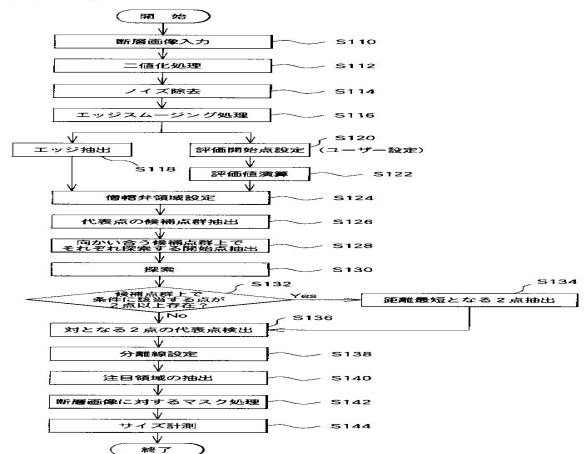 開 始
断層画像入力
S110
二値化処理
S112
ノイズ除去
S114
エッジスムージング処理
S116
エッジ抽出
S118
評価開始点設定
(ユーザー設定)
S120
評価値演算
S122
僧帽弁領域設定
S124
代表点の候補点群抽出
S126
向かい合う候補点群上で
それぞれ探索する開始点抽出
S128
探索
S130
候補点群上で
条件に該当する点が
2点以上存在?
S132
Yes
No
距離最短となる2点抽出
S134
対となる2点の代表点検出
S136
分離線設定
S138
注目領域の抽出
S140
断層画像に対するマスク処理
S142
サイズ計測
S144
終了